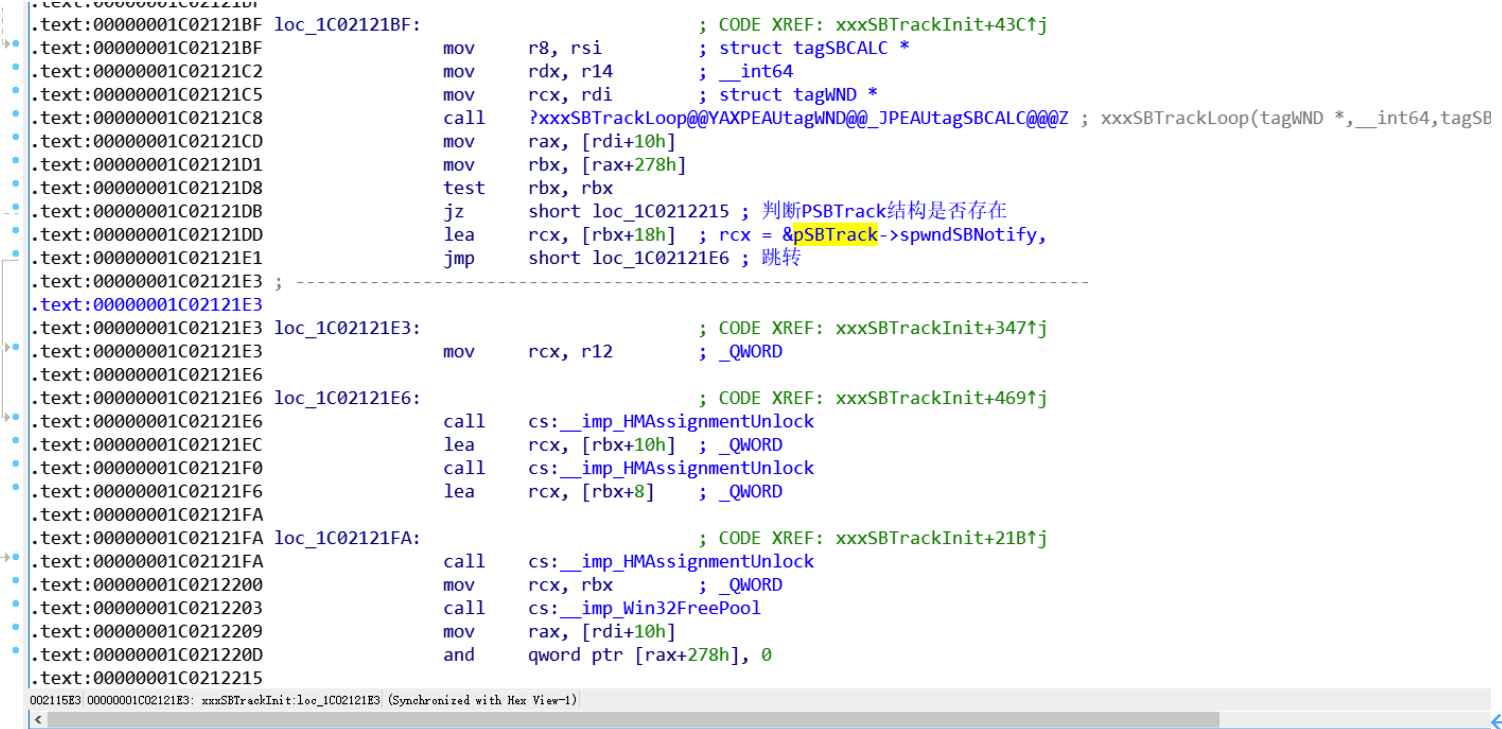 .text:00000001C02121BF
.text:00000001C02121BF loc_1C02121BF: ; CODE XREF: xxxSBTrackInit+43C↑j
.text:00000001C02121BF mov r8, rsi ; struct tagSBCALC *
.text:00000001C02121C2 mov rdx, r14 ; __int64
.text:00000001C02121C5 mov rcx, rdi ; struct tagWND *
.text:00000001C02121C8 call ?xxxSBTrackLoop@@YAXPEAUtagWND@@_JPEAUtagSBCALC@@@Z ; xxxSBTrackLoop(tagWND *,__int64,tagSB
.text:00000001C02121CD mov rax, [rdi+10h]
.text:00000001C02121D1 mov rbx, [rax+278h]
.text:00000001C02121D8 test rbx, rbx
.text:00000001C02121DB jz short loc_1C0212215 ; 判断PSBTrack结构是否存在
.text:00000001C02121DD lea rcx, [rbx+18h] ; rcx = &pSBTrack->spwndSBNotify,
.text:00000001C02121E1 jmp short loc_1C02121E6 ; 跳转
.text:00000001C02121E3 ; ---------------------------------------------------------------------------
.text:00000001C02121E3
.text:00000001C02121E3 loc_1C02121E3: ; CODE XREF: xxxSBTrackInit+347↑j
.text:00000001C02121E3 mov rcx, r12 ; _QWORD
.text:00000001C02121E6
.text:00000001C02121E6 loc_1C02121E6: ; CODE XREF: xxxSBTrackInit+469↑j
.text:00000001C02121E6 call cs:__imp_HMAssignmentUnlock
.text:00000001C02121EC lea rcx, [rbx+10h] ; _QWORD
.text:00000001C02121F0 call cs:__imp_HMAssignmentUnlock
.text:00000001C02121F6 lea rcx, [rbx+8] ; _QWORD
.text:00000001C02121FA
.text:00000001C02121FA loc_1C02121FA: ; CODE XREF: xxxSBTrackInit+21B↑j
.text:00000001C02121FA call cs:__imp_HMAssignmentUnlock
.text:00000001C0212200 mov rcx, rbx ; _QWORD
.text:00000001C0212203 call cs:__imp_Win32FreePool
.text:00000001C0212209 mov rax, [rdi+10h]
.text:00000001C021220D and qword ptr [rax+278h], 0
.text:00000001C0212215
002115E3 00000001C02121E3: xxxSBTrackInit:loc_1C02121E3 (Synchronized with Hex View-1)